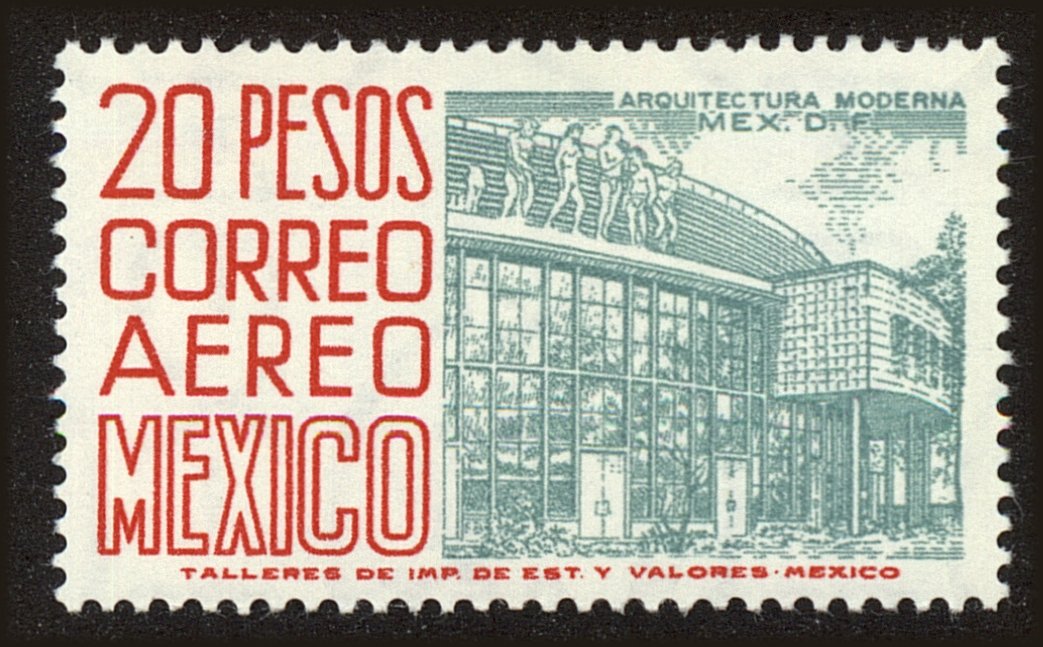 20 PESOS
CORREO
AEREO
MEXICO
ARQUITECTURA MODERNA
MEX. D. F.
TALLERES DE IMP. DE EST. Y VALORES·MEXICO